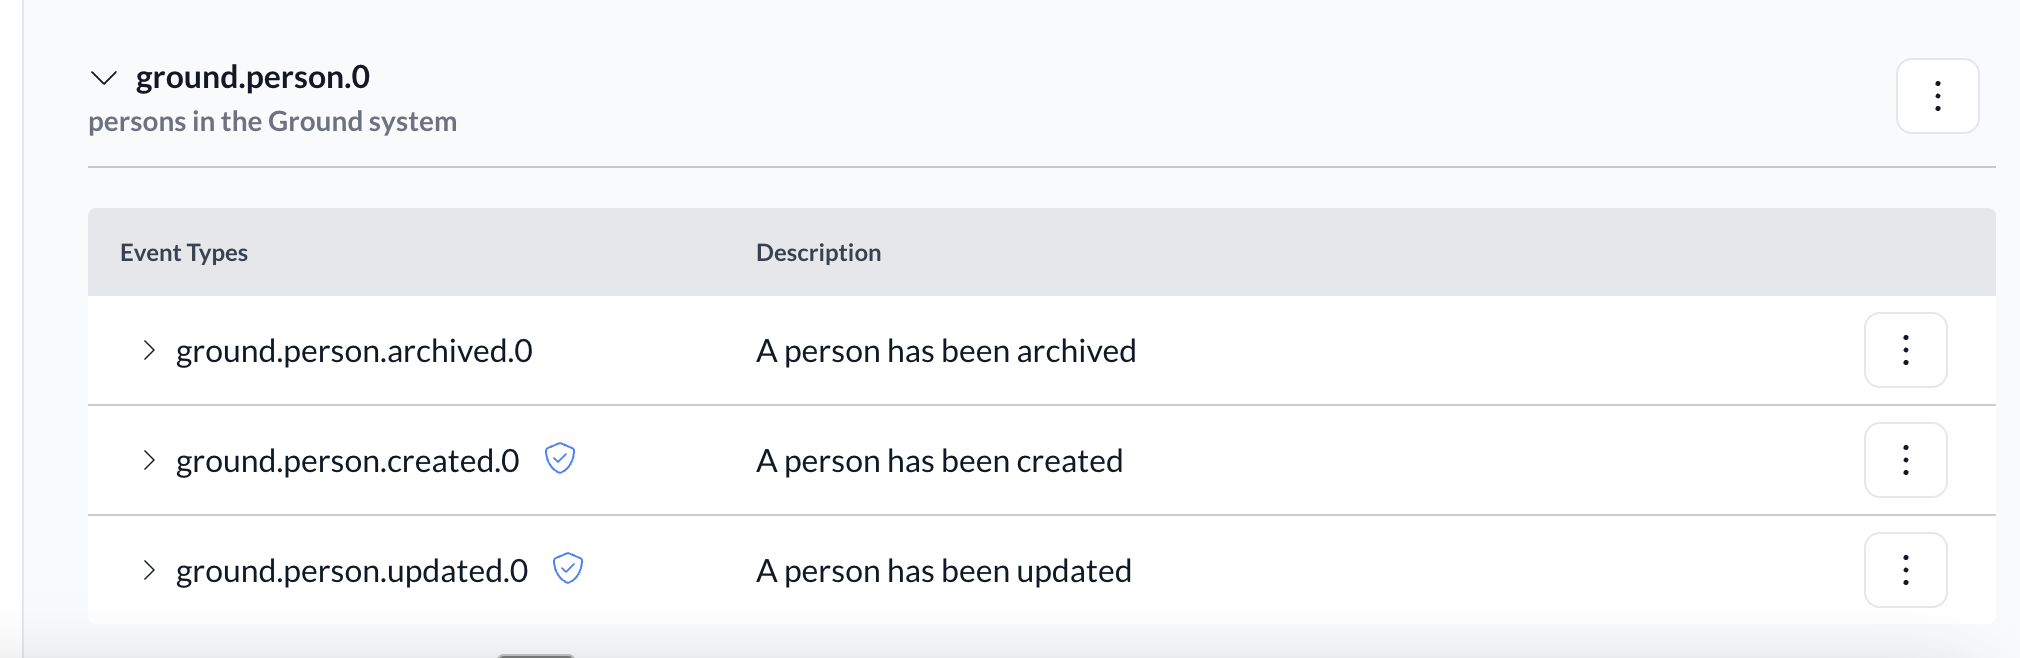 ground.person.0
persons in the Ground system
Event Types Description
ground.person.archived.0 A person has been archived
ground.person.created.0 A person has been created
ground.person.updated.0 A person has been updated